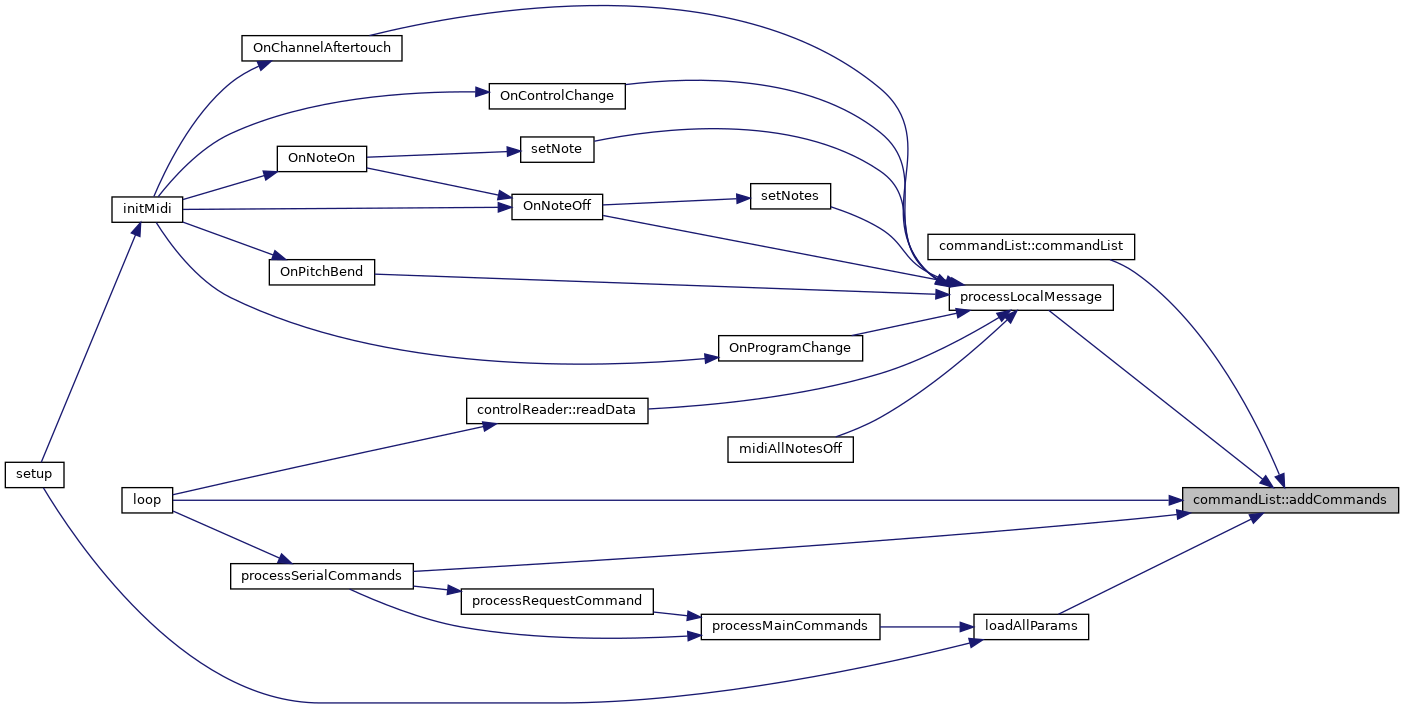 OnChannelAftertouch
OnControlChange
setNote
OnNoteOn
setNotes
initMidi
OnNoteOff
commandList::commandList
OnPitchBend
processLocalMessage
OnProgramChange
controlReader::readData
midiAllNotesOff
setup
loop
commandList::addCommands
processSerialCommands
processRequestCommand
processMainCommands
loadAllParams